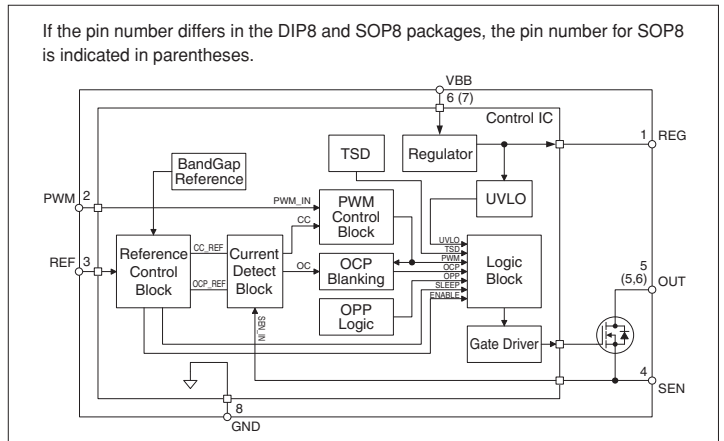 If the pin number differs in the DIP8 and SOP8 packages, the pin number for SOP8
is indicated in parentheses.
VBB
6 (7)
Control IC
1
REG
TSD
Regulator
BandGap
Reference
PWM
2
PWM_IN
PWM
Control
Block
CC
UVLO
REF
3
Reference
Control
Block
CC_REF
OCP_REF
Current
Detect
Block
OC
OCP
Blanking
OPP
Logic
UVLO
TSD
PWM
OCP
OPP
SLEEP
ENABLE
Logic
Block
5
(5,6)
OUT
SEN_IN
Gate Driver
4
SEN
8
GND